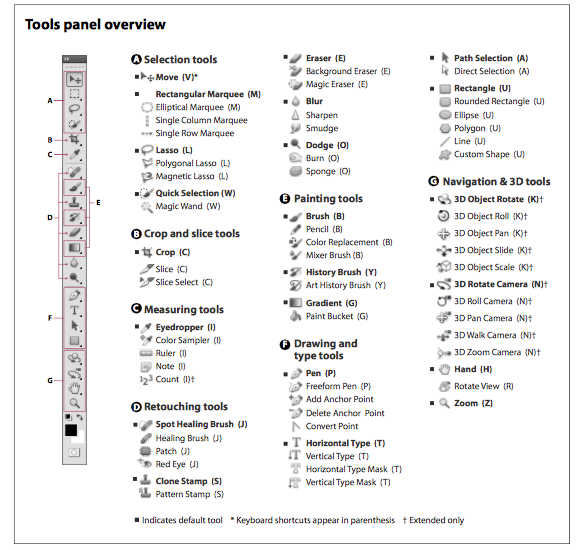 Tools panel overview
A
B
C
D
E
F
G
A Selection tools
■ Move (V)*
■ Rectangular Marquee (M)
Elliptical Marquee (M)
Single Column Marquee
Single Row Marquee
■ Lasso (L)
Polygonal Lasso (L)
Magnetic Lasso (L)
■ Quick Selection (W)
Magic Wand (W)
B Crop and slice tools
■ Crop (C)
Slice (C)
Slice Select (C)
C Measuring tools
■ Eyedropper (I)
Color Sampler (I)
Ruler (I)
Note (I)
Count (I)†
D Retouching tools
■ Spot Healing Brush (J)
Healing Brush (J)
Patch (J)
Red Eye (J)
■ Clone Stamp (S)
Pattern Stamp (S)
■ Eraser (E)
Background Eraser (E)
Magic Eraser (E)
■ Blur
Sharpen
Smudge
■ Dodge (O)
Burn (O)
Sponge (O)
E Painting tools
■ Brush (B)
Pencil (B)
Color Replacement (B)
Mixer Brush (B)
■ History Brush (Y)
Art History Brush (Y)
■ Gradient (G)
Paint Bucket (G)
F Drawing and
type tools
■ Pen (P)
Freeform Pen (P)
Add Anchor Point
Delete Anchor Point
Convert Point
■ Horizontal Type (T)
Vertical Type (T)
Horizontal Type Mask (T)
Vertical Type Mask (T)
■ Path Selection (A)
Direct Selection (A)
■ Rectangle (U)
Rounded Rectangle (U)
Ellipse (U)
Polygon (U)
Line (U)
Custom Shape (U)
G Navigation & 3D tools
■ 3D Object Rotate (K)†
3D Object Roll (K)†
3D Object Pan (K)†
3D Object Slide (K)†
3D Object Scale (K)†
■ 3D Rotate Camera (N)†
3D Roll Camera (N)†
3D Pan Camera (N)†
3D Walk Camera (N)†
3D Zoom Camera (N)†
■ Hand (H)
Rotate View (R)
■ Zoom (Z)
■ Indicates default tool * Keyboard shortcuts appear in parenthesis † Extended only